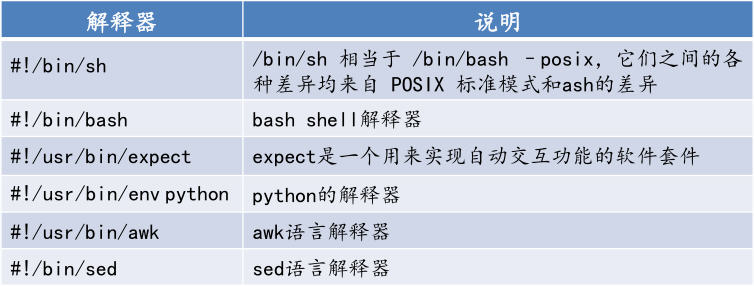 解释器 说明
#!/bin/sh /bin/sh 相当于 /bin/bash –posix，它们之间的各
种差异均来自 POSIX 标准模式和ash的差异
#!/bin/bash bash shell解释器
#!/usr/bin/expect expect是一个用来实现自动交互功能的软件套件
#!/usr/bin/env python python的解释器
#!/usr/bin/awk awk语言解释器
#!/bin/sed sed语言解释器